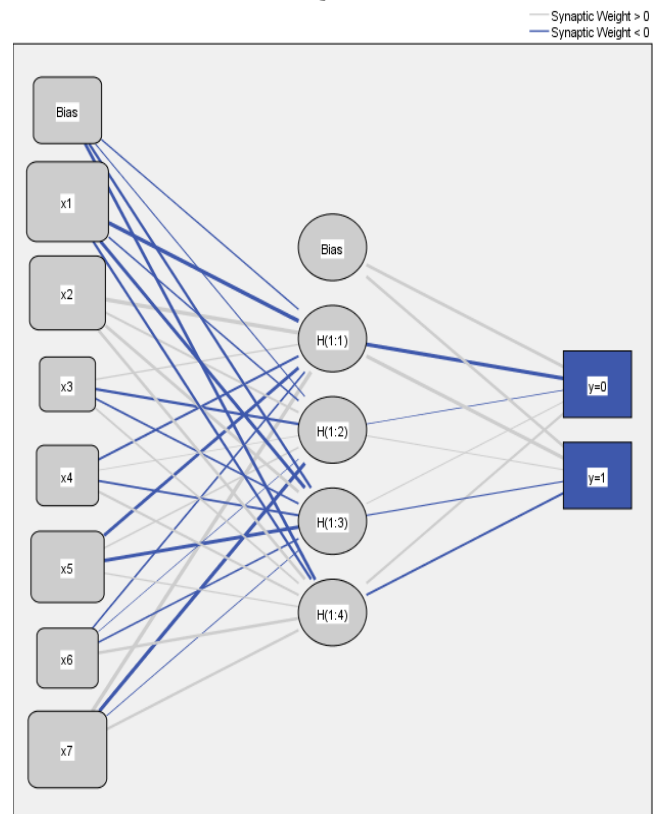 Synaptic Weight > 0
Synaptic Weight < 0
Bias
x1
x2
x3
x4
x5
x6
x7
Bias
H(1:1)
H(1:2)
H(1:3)
H(1:4)
y=0
y=1